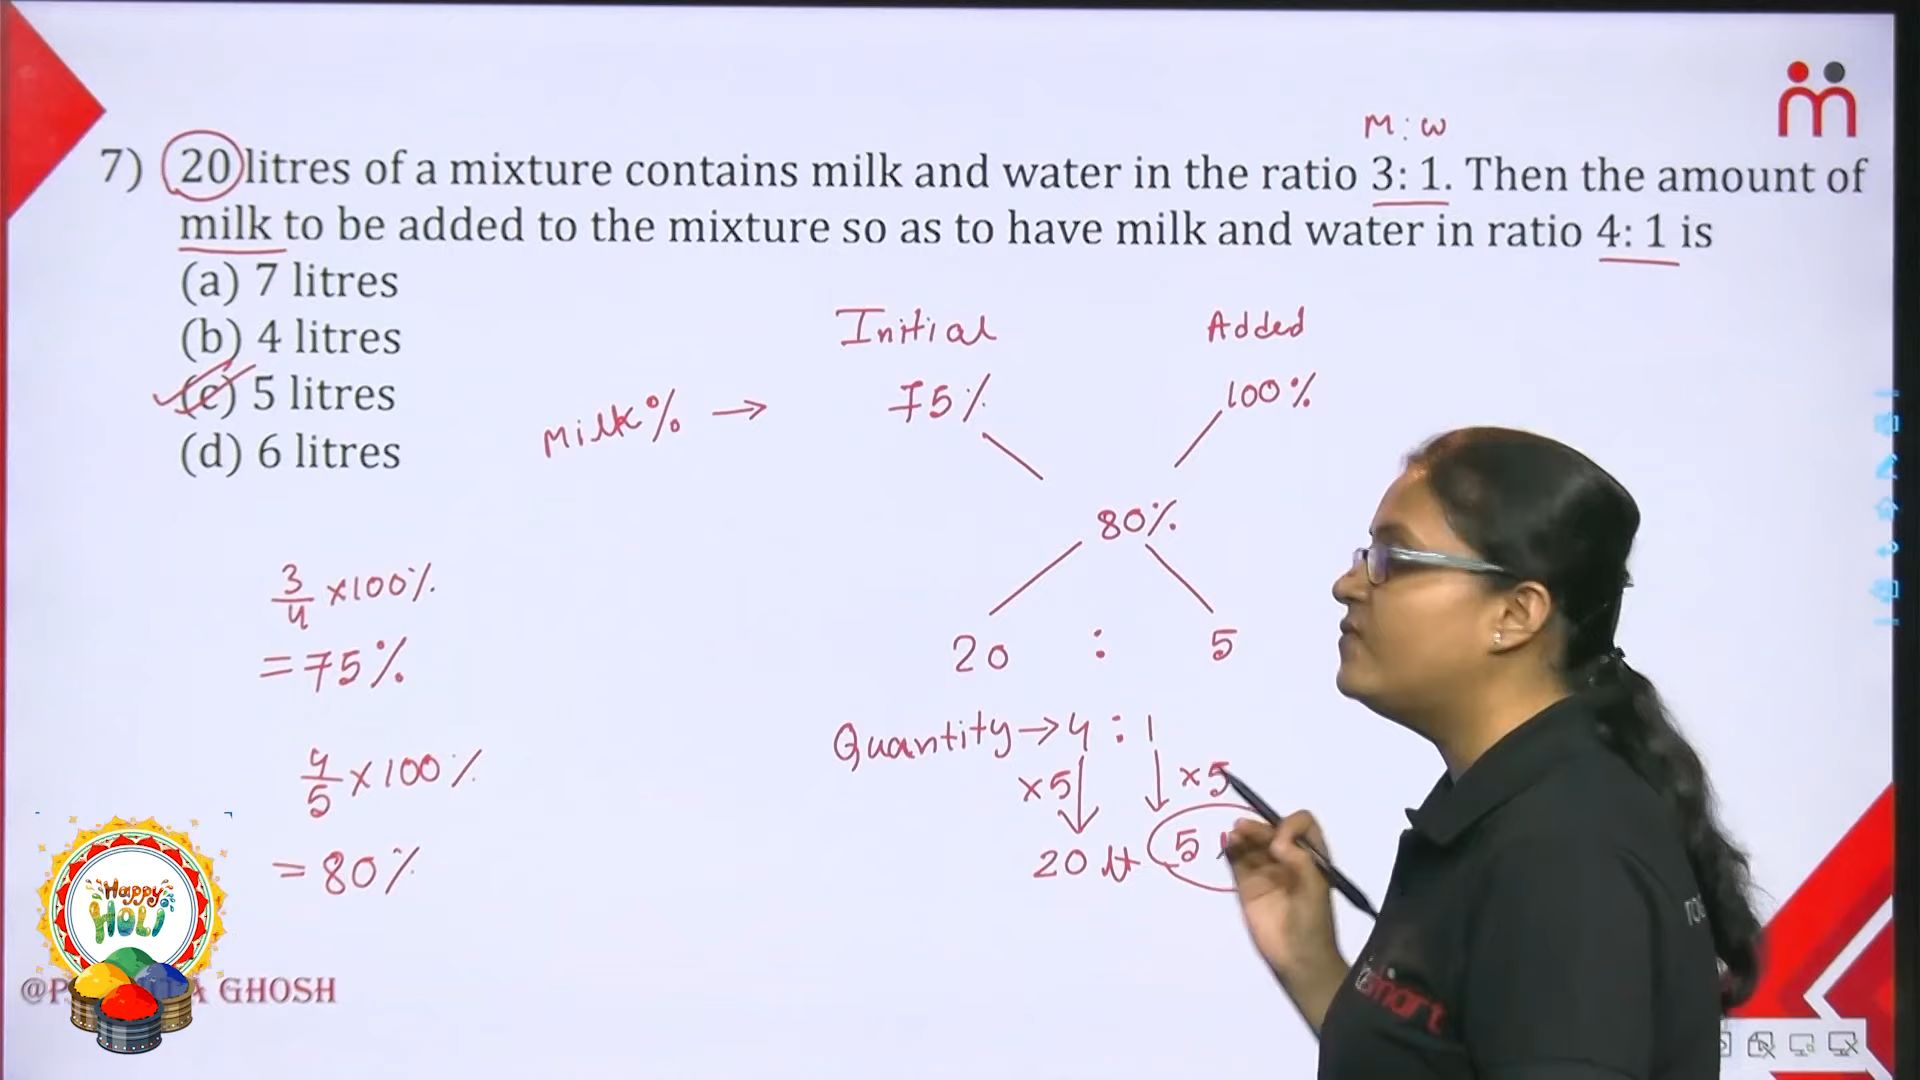 M : W
7) 20 litres of a mixture contains milk and water in the ratio 3: 1. Then the amount of
milk to be added to the mixture so as to have milk and water in ratio 4: 1 is
(a) 7 litres
(b) 4 litres
(c) 5 litres
(d) 6 litres
Initial Added
Milk% → 75% 100%
80%
3/4 ×100%
= 75%
20 : 5
Quantity → 4 : 1
×5 ×5
20 lt 5
4/5 × 100%
= 80%
Happy
HOLI
GHOSH